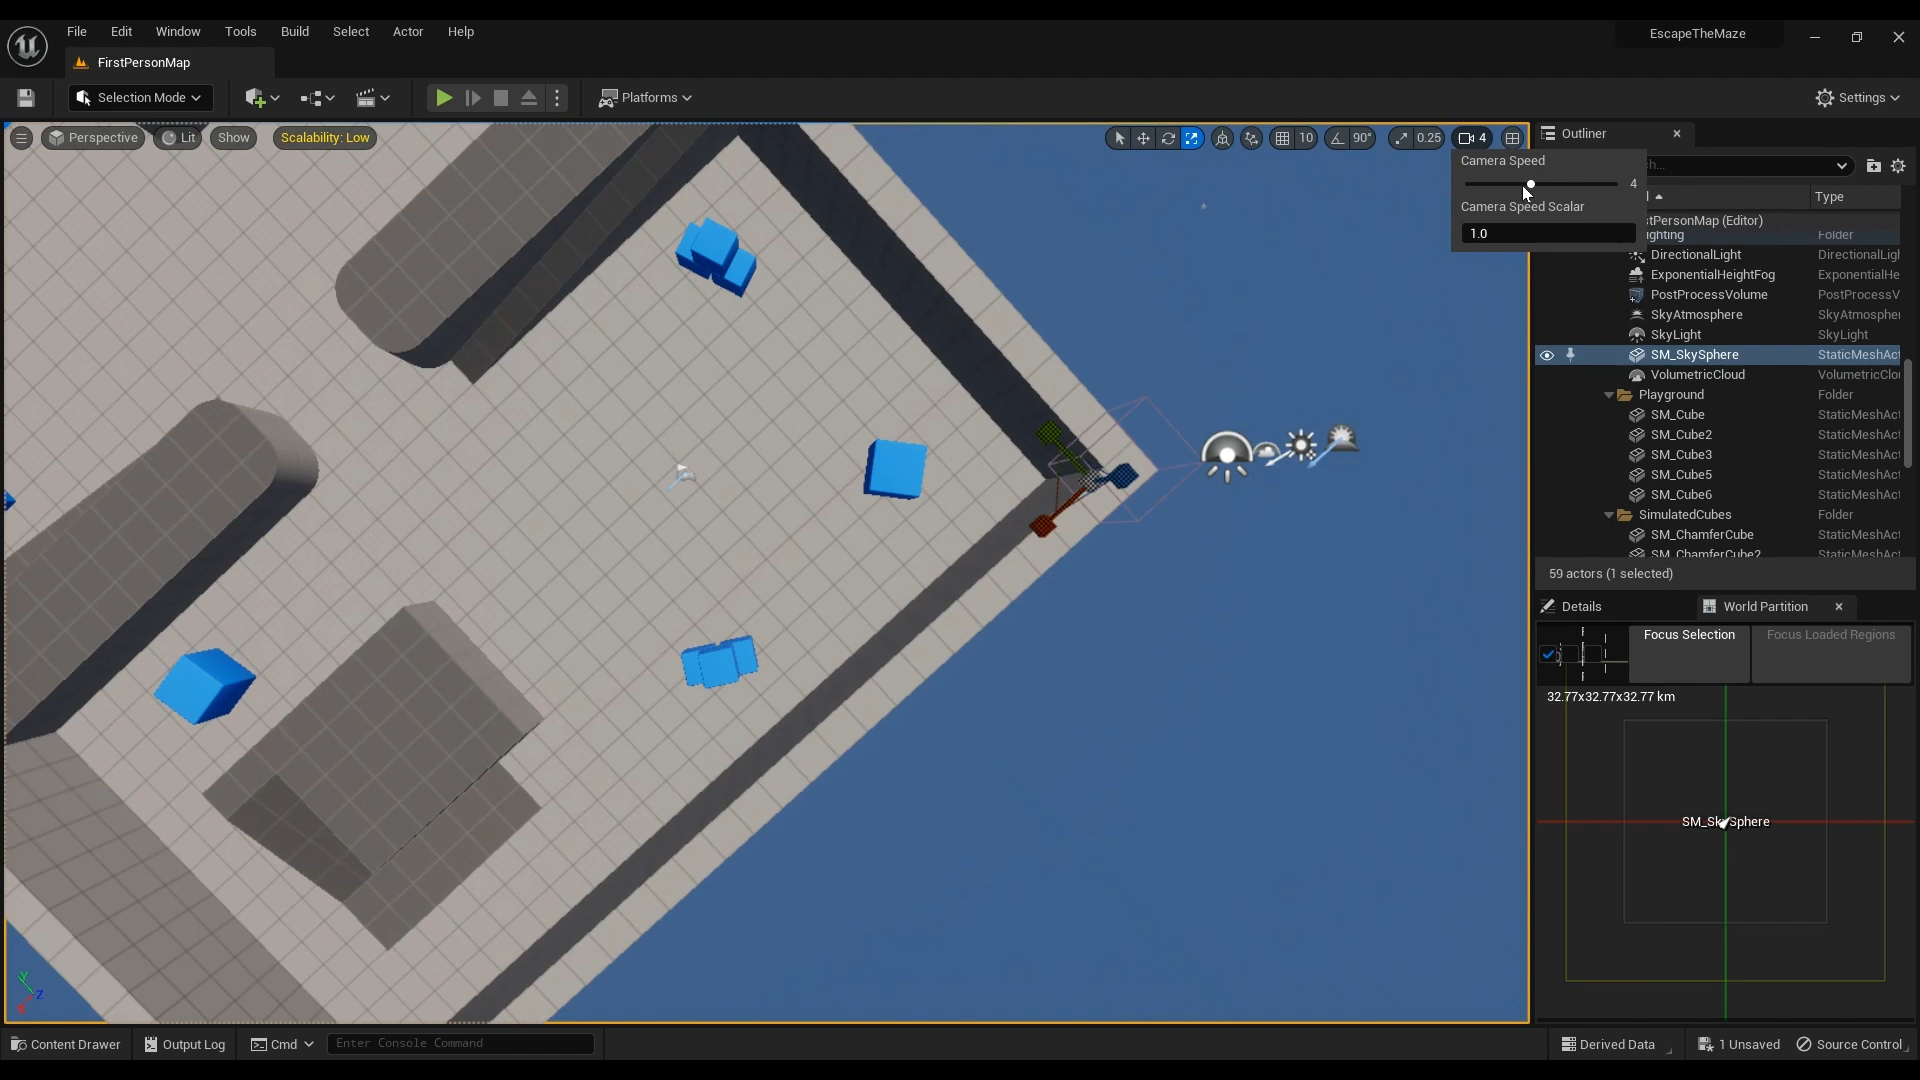 File Edit Window Tools Build Select Actor Help
EscapeTheMaze
FirstPersonMap
Selection Mode
Platforms
Settings
Perspective Lit Show Scalability: Low
10 90° 0.25 4
Camera Speed
4
Camera Speed Scalar
1.0
Outliner
Type
stPersonMap (Editor)
ighting Folder
DirectionalLight DirectionalLigh
ExponentialHeightFog ExponentialHe
PostProcessVolume PostProcessV
SkyAtmosphere SkyAtmospher
SkyLight SkyLight
SM_SkySphere StaticMeshAct
VolumetricCloud VolumetricClou
Playground Folder
SM_Cube StaticMeshAct
SM_Cube2 StaticMeshAct
SM_Cube3 StaticMeshAct
SM_Cube5 StaticMeshAct
SM_Cube6 StaticMeshAct
SimulatedCubes Folder
SM_ChamferCube StaticMeshAct
SM_ChamferCube2 StaticMeshAct
59 actors (1 selected)
Details World Partition
Focus Selection Focus Loaded Regions
32.77x32.77x32.77 km
SM_SkySphere
Y
Z
X
Content Drawer Output Log Cmd Enter Console Command
Derived Data 1 Unsaved Source Control